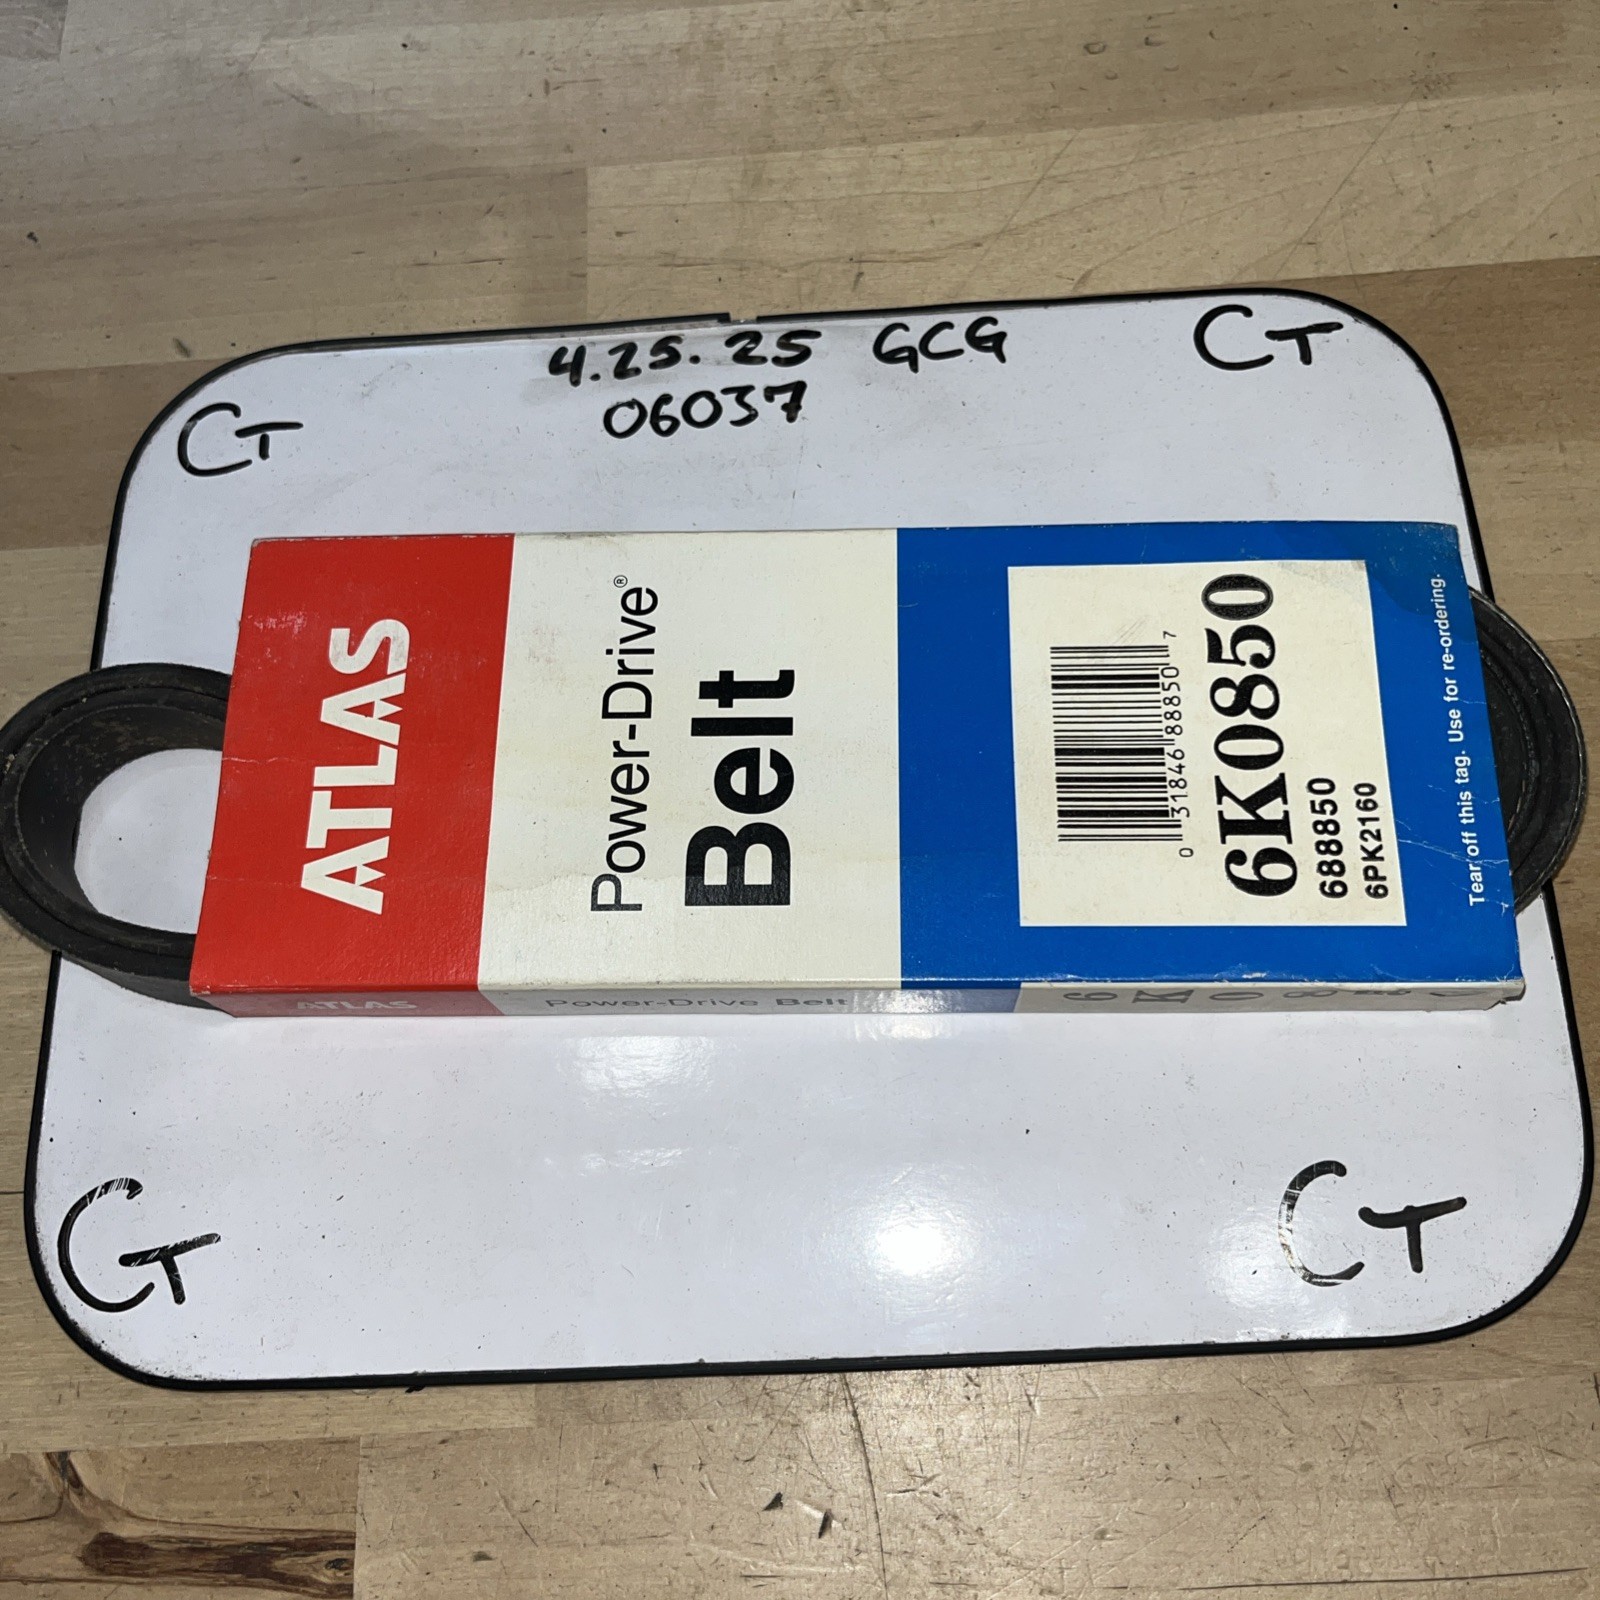 4.25.25 GCG
06037
CT
CT
ATLAS
Power-Drive®
Belt
0 31846 88850 7
6K0850
688850
6PK2160
Tear off this tag. Use for re-ordering.
ATLAS
Power-Drive Belt
6K0850
CT
CT